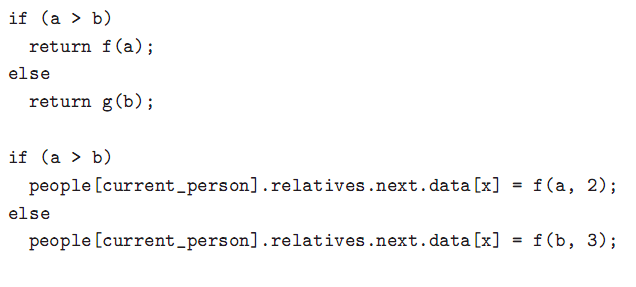 if (a > b)
  return f(a);
else
  return g(b);

if (a > b)
  people[current_person].relatives.next.data[x] = f(a, 2);
else
  people[current_person].relatives.next.data[x] = f(b, 3);